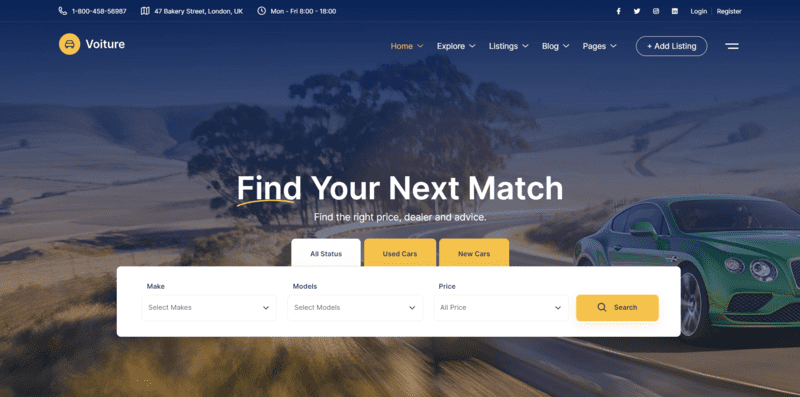 1-800-458-56987 47 Bakery Street, London, UK Mon - Fri 8:00 - 18:00 Login Register
Voiture Home Explore Listings Blog Pages + Add Listing
Find Your Next Match
Find the right price, dealer and advice.
All Status Used Cars New Cars
Make Models Price
Select Makes Select Models All Price Search